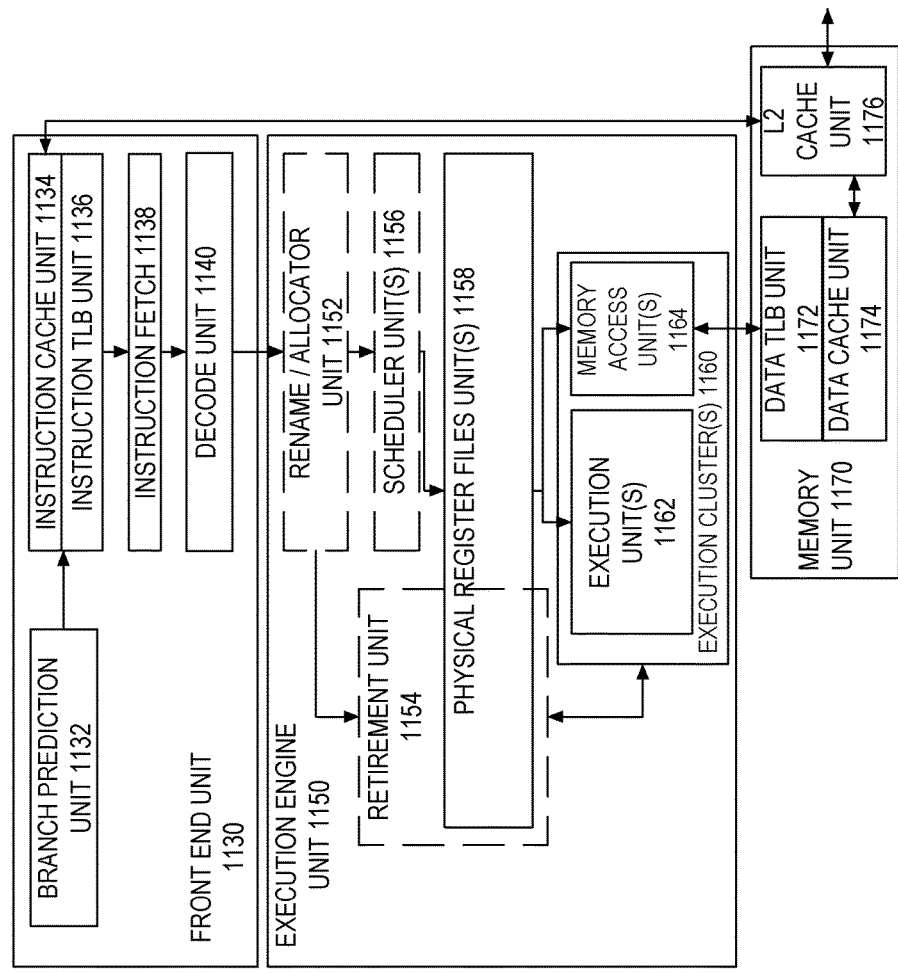 BRANCH PREDICTION
UNIT 1132
INSTRUCTION CACHE UNIT 1134
INSTRUCTION TLB UNIT 1136
INSTRUCTION FETCH 1138
DECODE UNIT 1140
FRONT END UNIT
1130
EXECUTION ENGINE
UNIT 1150
RENAME / ALLOCATOR
UNIT 1152
RETIREMENT UNIT
1154
SCHEDULER UNIT(S) 1156
PHYSICAL REGISTER FILES UNIT(S) 1158
EXECUTION
UNIT(S)
1162
MEMORY
ACCESS
UNIT(S)
1164
EXECUTION CLUSTER(S) 1160
MEMORY
UNIT 1170
DATA TLB UNIT
1172
DATA CACHE UNIT
1174
L2
CACHE
UNIT
1176